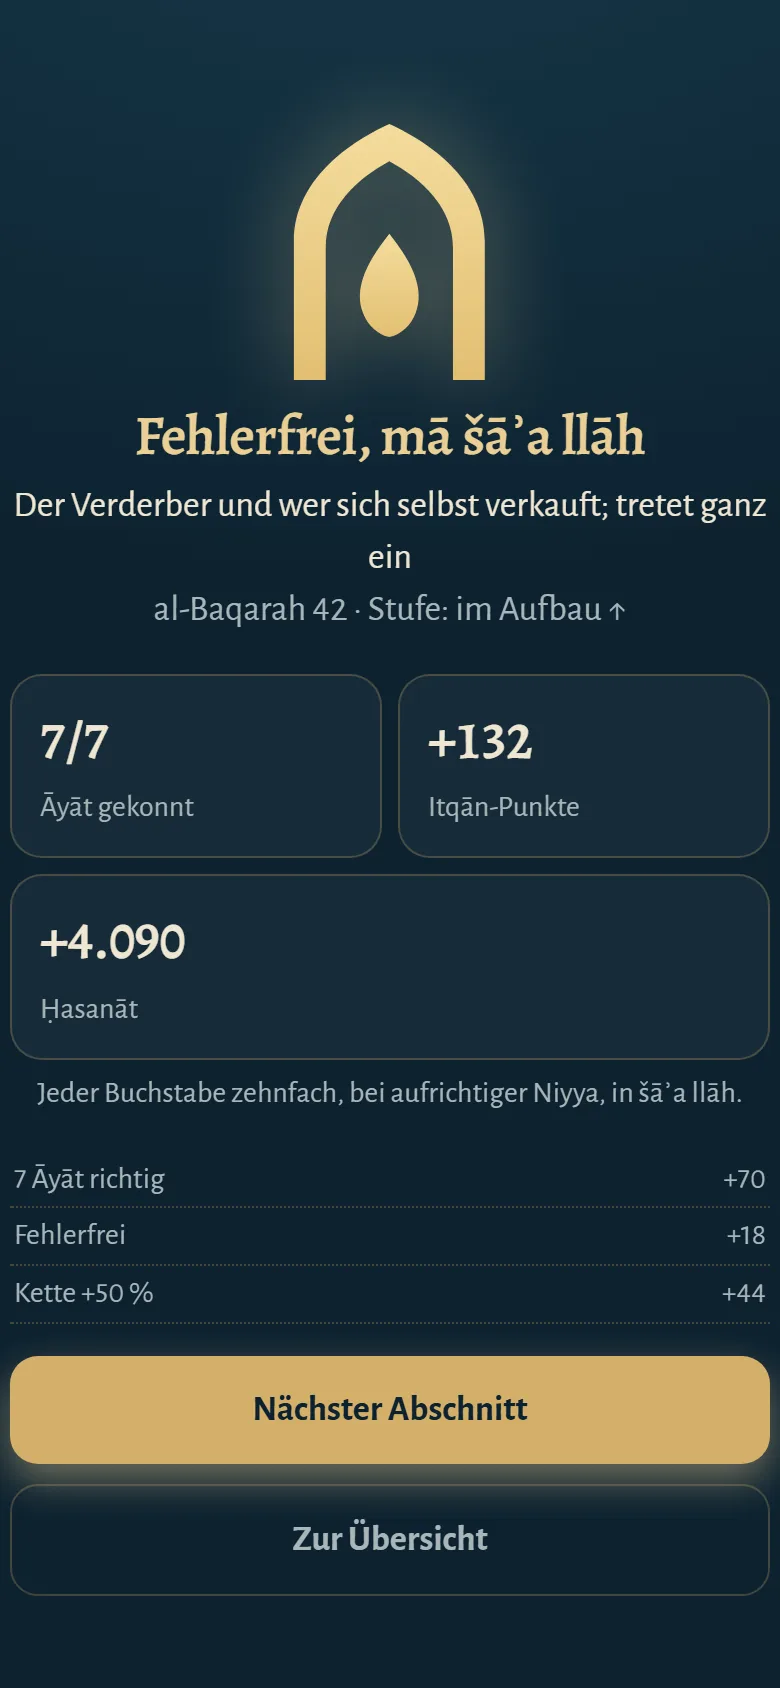 Fehlerfrei, mā šāʾa llāh
Der Verderber und wer sich selbst verkauft; tretet ganz
ein
al-Baqarah 42 · Stufe: im Aufbau ↑
7/7
Āyāt gekonnt
+132
Itqān-Punkte
+4.090
Ḥasanāt
Jeder Buchstabe zehnfach, bei aufrichtiger Niyya, in šāʾa llāh.
7 Āyāt richtig +70
Fehlerfrei +18
Kette +50 % +44
Nächster Abschnitt
Zur Übersicht